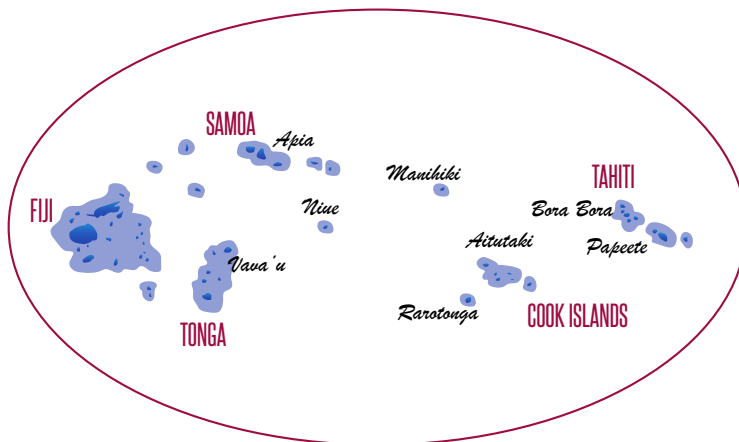 SAMOA
Apia
Manihiki
TAHITI
FIJI
Niue
Bora Bora
Papeete
Aitutaki
Vava'u
Rarotonga
COOK ISLANDS
TONGA